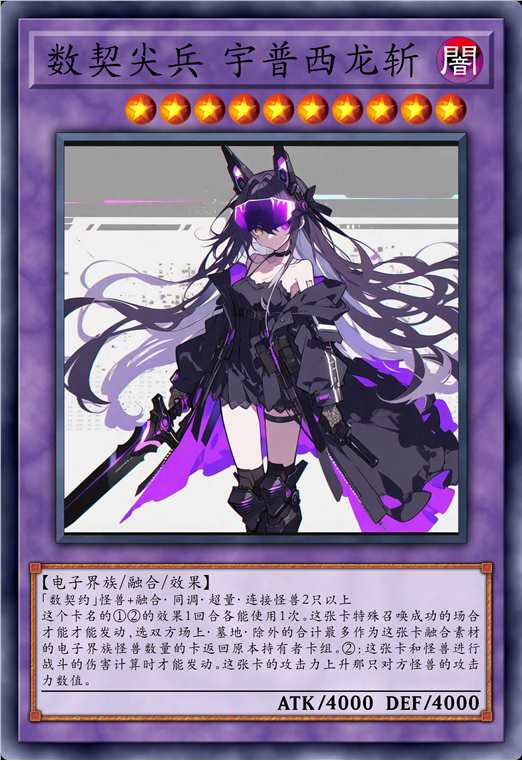 数契尖兵 宇普西龙斩
闇
【电子界族/融合/效果】
「数契约」怪兽+融合·同调·超量·连接怪兽2只以上
这个卡名的①②的效果1回合各能使用1次。这张卡特殊召唤成功的场合
才能才能发动、选双方场上·墓地·除外的合计最多作为这张卡融合素材
的电子界族怪兽数量的卡返回原本持有者卡组。②:这张卡和怪兽进行
战斗的伤害计算时才能发动。这张卡的攻击力上升那只对方怪兽的攻击
力数值。
ATK/4000 DEF/4000